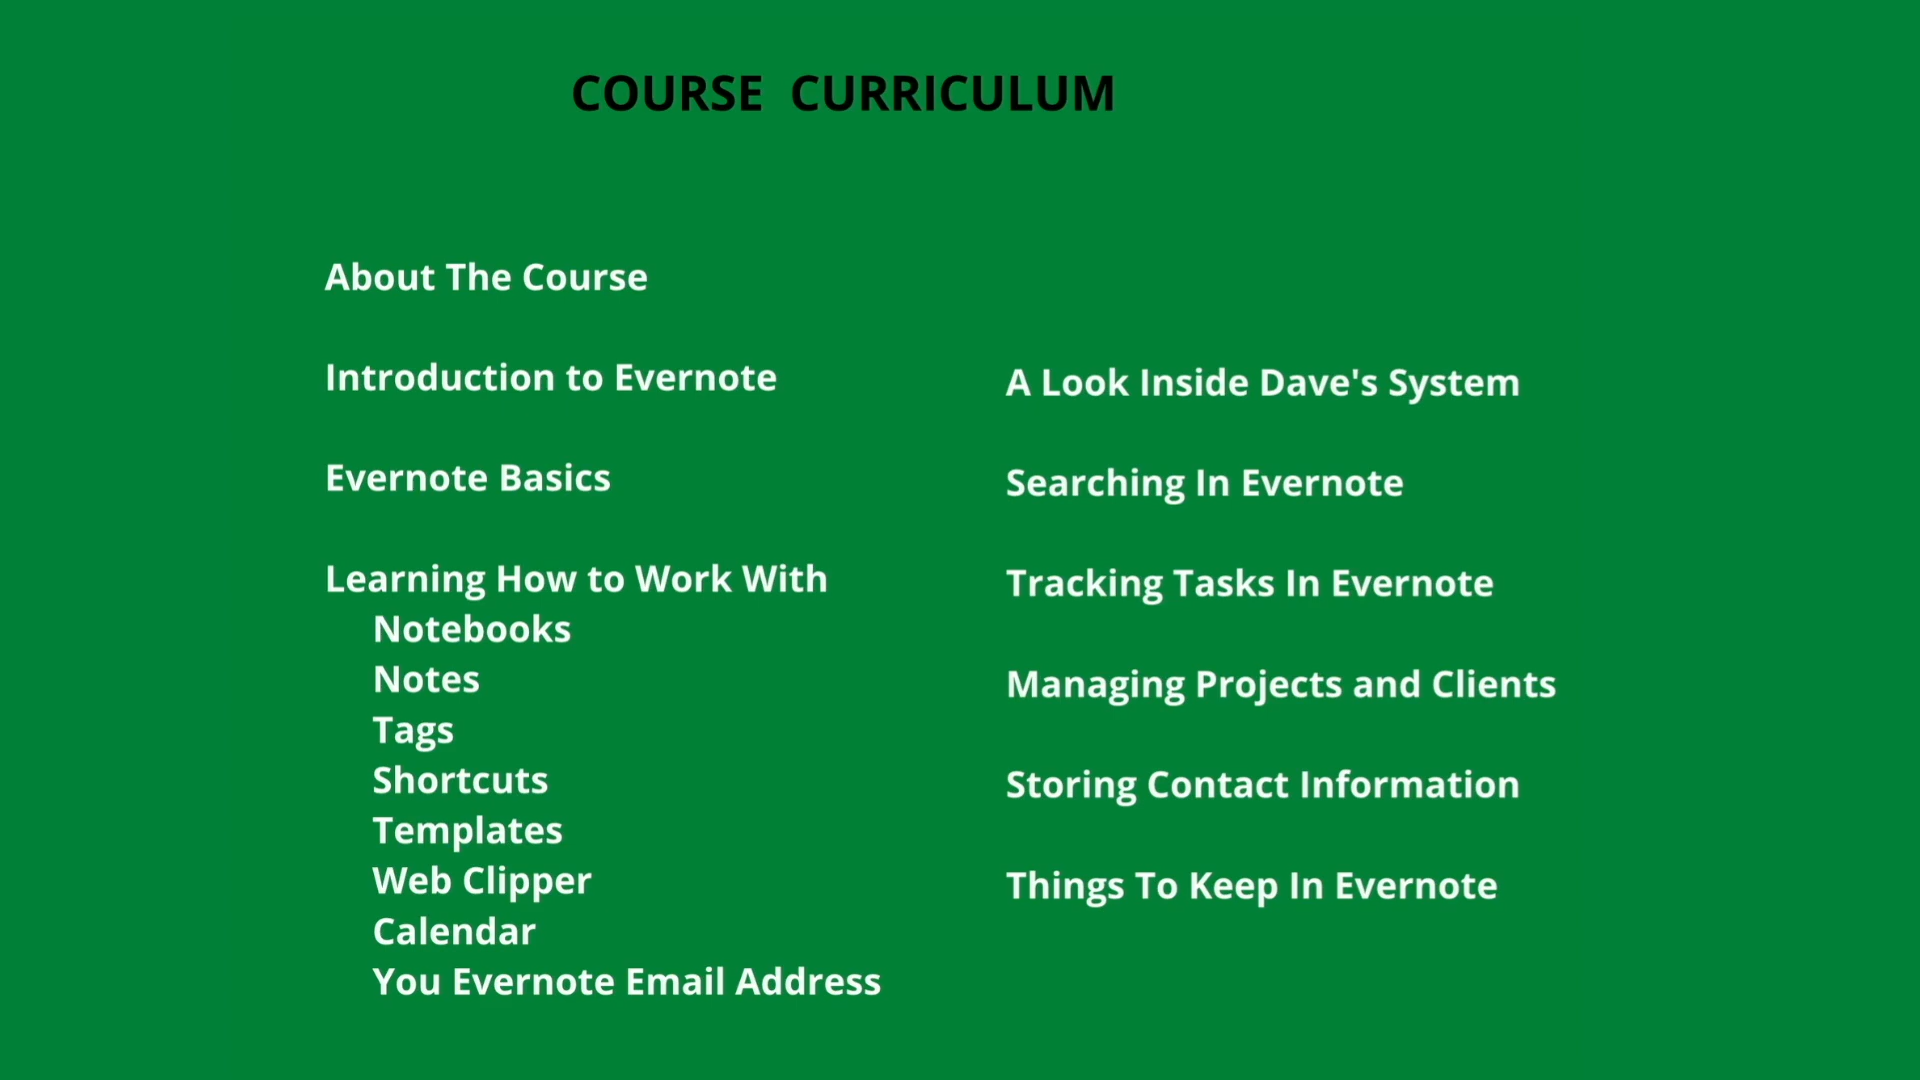 COURSE CURRICULUM
About The Course
Introduction to Evernote
Evernote Basics
Learning How to Work With
Notebooks
Notes
Tags
Shortcuts
Templates
Web Clipper
Calendar
You Evernote Email Address
A Look Inside Dave's System
Searching In Evernote
Tracking Tasks In Evernote
Managing Projects and Clients
Storing Contact Information
Things To Keep In Evernote